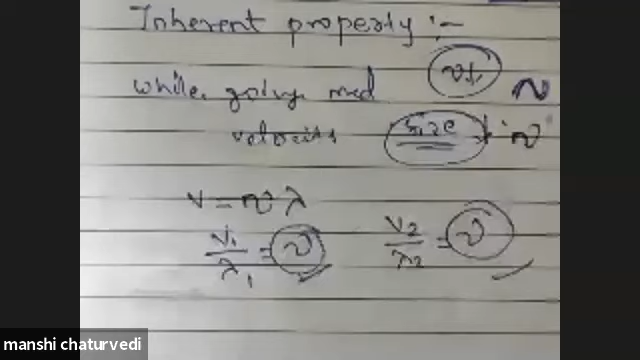 Inherent property :-
while going med
velocity size
v = ν λ
v₁/λ₁ = ν v₂/λ₂ = ν
manshi chaturvedi